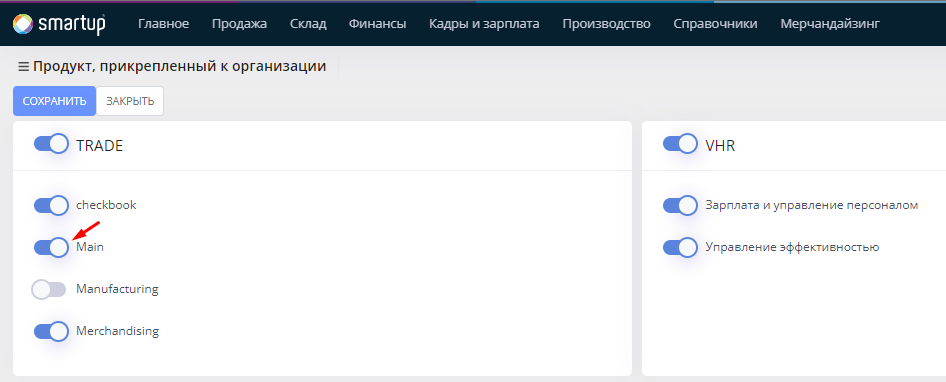 smartup Главное Продажа Склад Финансы Кадры и зарплата Производство Справочники Мерчандайзинг
Продукт, прикрепленный к организации
СОХРАНИТЬ ЗАКРЫТЬ
TRADE
checkbook
Main
Manufacturing
Merchandising
VHR
Зарплата и управление персоналом
Управление эффективностью